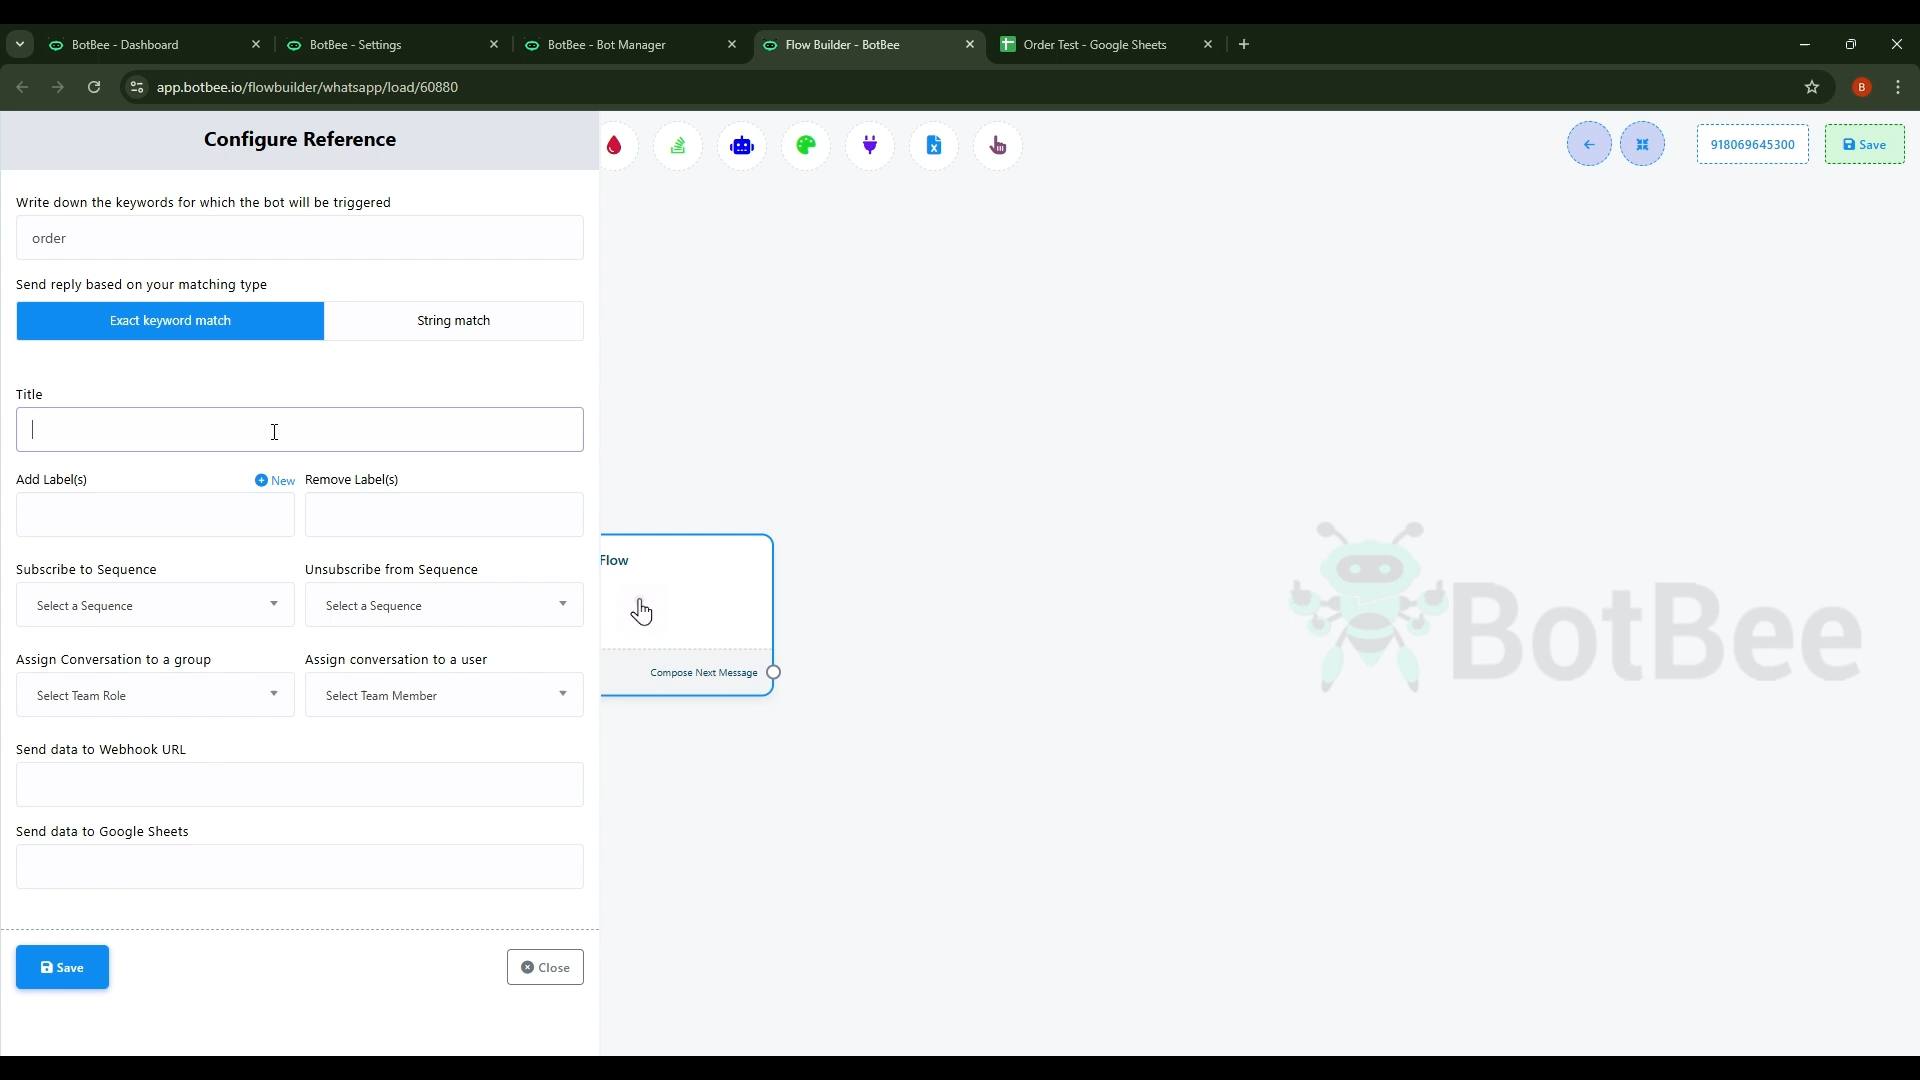 BotBee - Dashboard
BotBee - Settings
BotBee - Bot Manager
Flow Builder - BotBee
Order Test - Google Sheets
app.botbee.io/flowbuilder/whatsapp/load/60880
B
Configure Reference
918069645300
Save
Write down the keywords for which the bot will be triggered
order
Send reply based on your matching type
Exact keyword match
String match
Title
Add Label(s)
New
Remove Label(s)
Flow
Subscribe to Sequence
Unsubscribe from Sequence
Select a Sequence
Select a Sequence
BotBee
Assign Conversation to a group
Assign conversation to a user
Compose Next Message
Select Team Role
Select Team Member
Send data to Webhook URL
Send data to Google Sheets
Save
Close